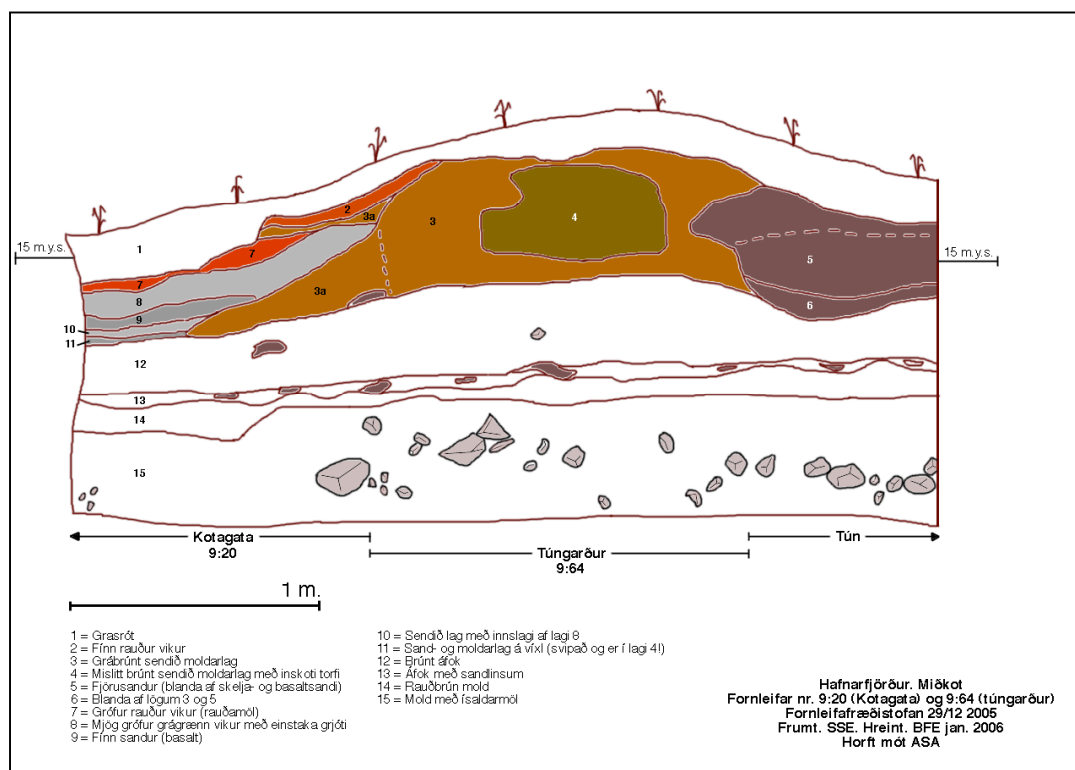 2
3a
3
4
15 m.y.s.
1
7
15 m.y.s.
5
7
3a
8
6
9
10
11
12
13
14
15
Kotagata
9:20
Túngarður
9:64
Tún
1 m.
1 = Grasrót
2 = Fínn rauður vikur
3 = Grábrúnt sendið moldarlag
4 = Mislitt brúnt sendið moldarlag með inskoti torfi
5 = Fjörusandur (blanda af skelja- og basaltsandi)
6 = Blanda af lögum 3 og 5
7 = Grófur rauður vikur (rauðamöl)
8 = Mjög grófur grágrænn vikur með einstaka grjóti
9 = Fínn sandur (basalt)
10 = Sendið lag með innslagi af lagi 8
11 = Sand- og moldarlag á víxl (svipað og er í lagi 4!)
12 = Brúnt áfok
13 = Áfok með sandlinsum
14 = Rauðbrún mold
15 = Mold með ísaldarmöl
Hafnarfjörður. Miðkot
Fornleifar nr. 9:20 (Kotagata) og 9:64 (túngarður)
Fornleifafræðistofan 29/12 2005
Frumt. SSE. Hreint. BFE jan. 2006
Horft mót ASA